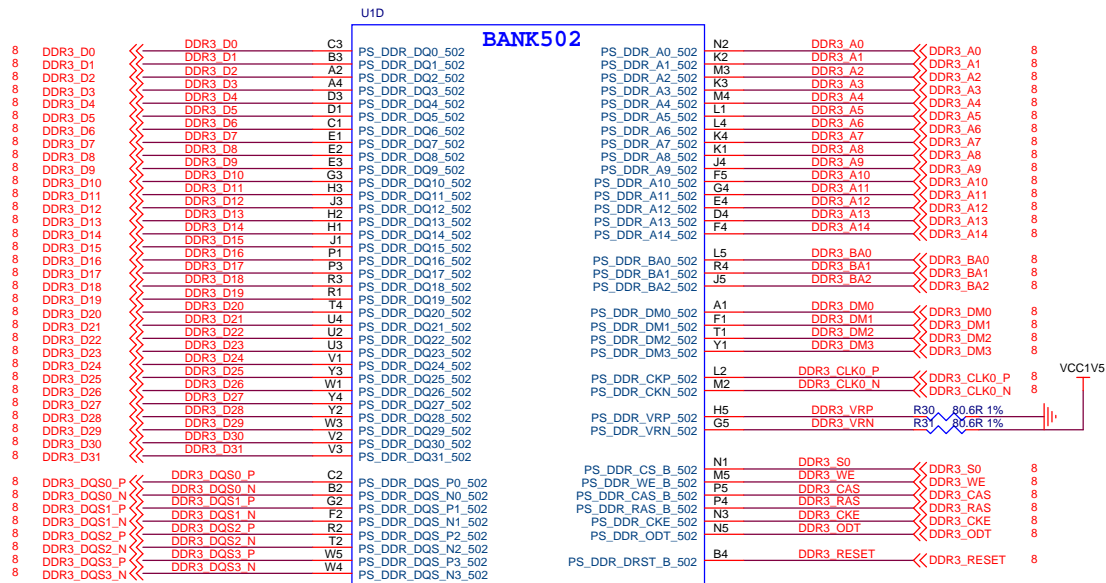 U1D
BANK502
8 DDR3_D0 DDR3_D0 C3 PS_DDR_DQ0_502 PS_DDR_A0_502 N2 DDR3_A0 DDR3_A0 8
8 DDR3_D1 DDR3_D1 B3 PS_DDR_DQ1_502 PS_DDR_A1_502 K2 DDR3_A1 DDR3_A1 8
8 DDR3_D2 DDR3_D2 A2 PS_DDR_DQ2_502 PS_DDR_A2_502 M3 DDR3_A2 DDR3_A2 8
8 DDR3_D3 DDR3_D3 A4 PS_DDR_DQ3_502 PS_DDR_A3_502 K3 DDR3_A3 DDR3_A3 8
8 DDR3_D4 DDR3_D4 D3 PS_DDR_DQ4_502 PS_DDR_A4_502 M4 DDR3_A4 DDR3_A4 8
8 DDR3_D5 DDR3_D5 D1 PS_DDR_DQ5_502 PS_DDR_A5_502 L1 DDR3_A5 DDR3_A5 8
8 DDR3_D6 DDR3_D6 C1 PS_DDR_DQ6_502 PS_DDR_A6_502 L4 DDR3_A6 DDR3_A6 8
8 DDR3_D7 DDR3_D7 E1 PS_DDR_DQ7_502 PS_DDR_A7_502 K4 DDR3_A7 DDR3_A7 8
8 DDR3_D8 DDR3_D8 E2 PS_DDR_DQ8_502 PS_DDR_A8_502 K1 DDR3_A8 DDR3_A8 8
8 DDR3_D9 DDR3_D9 E3 PS_DDR_DQ9_502 PS_DDR_A9_502 J4 DDR3_A9 DDR3_A9 8
8 DDR3_D10 DDR3_D10 G3 PS_DDR_DQ10_502 PS_DDR_A10_502 F5 DDR3_A10 DDR3_A10 8
8 DDR3_D11 DDR3_D11 H3 PS_DDR_DQ11_502 PS_DDR_A11_502 G4 DDR3_A11 DDR3_A11 8
8 DDR3_D12 DDR3_D12 J3 PS_DDR_DQ12_502 PS_DDR_A12_502 E4 DDR3_A12 DDR3_A12 8
8 DDR3_D13 DDR3_D13 H2 PS_DDR_DQ13_502 PS_DDR_A13_502 D4 DDR3_A13 DDR3_A13 8
8 DDR3_D14 DDR3_D14 H1 PS_DDR_DQ14_502 PS_DDR_A14_502 F4 DDR3_A14 DDR3_A14 8
8 DDR3_D15 DDR3_D15 J1 PS_DDR_DQ15_502
8 DDR3_D16 DDR3_D16 P1 PS_DDR_DQ16_502 PS_DDR_BA0_502 L5 DDR3_BA0 DDR3_BA0 8
8 DDR3_D17 DDR3_D17 P3 PS_DDR_DQ17_502 PS_DDR_BA1_502 R4 DDR3_BA1 DDR3_BA1 8
8 DDR3_D18 DDR3_D18 R3 PS_DDR_DQ18_502 PS_DDR_BA2_502 J5 DDR3_BA2 DDR3_BA2 8
8 DDR3_D19 DDR3_D19 R1 PS_DDR_DQ19_502
8 DDR3_D20 DDR3_D20 T4 PS_DDR_DQ20_502 PS_DDR_DM0_502 A1 DDR3_DM0 DDR3_DM0 8
8 DDR3_D21 DDR3_D21 U4 PS_DDR_DQ21_502 PS_DDR_DM1_502 F1 DDR3_DM1 DDR3_DM1 8
8 DDR3_D22 DDR3_D22 U2 PS_DDR_DQ22_502 PS_DDR_DM2_502 T1 DDR3_DM2 DDR3_DM2 8
8 DDR3_D23 DDR3_D23 U3 PS_DDR_DQ23_502 PS_DDR_DM3_502 Y1 DDR3_DM3 DDR3_DM3 8
8 DDR3_D24 DDR3_D24 V1 PS_DDR_DQ24_502
VCC1V5
8 DDR3_D25 DDR3_D25 Y3 PS_DDR_DQ25_502 PS_DDR_CKP_502 L2 DDR3_CLK0_P DDR3_CLK0_P 8
8 DDR3_D26 DDR3_D26 W1 PS_DDR_DQ26_502 PS_DDR_CKN_502 M2 DDR3_CLK0_N DDR3_CLK0_N 8
8 DDR3_D27 DDR3_D27 Y4 PS_DDR_DQ27_502
8 DDR3_D28 DDR3_D28 Y2 PS_DDR_DQ28_502 PS_DDR_VRP_502 H5 DDR3_VRP R30 80.6R 1%
8 DDR3_D29 DDR3_D29 W3 PS_DDR_DQ29_502 PS_DDR_VRN_502 G5 DDR3_VRN R31 80.6R 1%
8 DDR3_D30 DDR3_D30 V2 PS_DDR_DQ30_502
8 DDR3_D31 DDR3_D31 V3 PS_DDR_DQ31_502
PS_DDR_CS_B_502 N1 DDR3_S0 DDR3_S0 8
8 DDR3_DQS0_P DDR3_DQS0_P C2 PS_DDR_DQS_P0_502 PS_DDR_WE_B_502 M5 DDR3_WE DDR3_WE 8
8 DDR3_DQS0_N DDR3_DQS0_N B2 PS_DDR_DQS_N0_502 PS_DDR_CAS_B_502 P5 DDR3_CAS DDR3_CAS 8
8 DDR3_DQS1_P DDR3_DQS1_P G2 PS_DDR_DQS_P1_502 PS_DDR_RAS_B_502 P4 DDR3_RAS DDR3_RAS 8
8 DDR3_DQS1_N DDR3_DQS1_N F2 PS_DDR_DQS_N1_502 PS_DDR_CKE_502 N3 DDR3_CKE DDR3_CKE 8
8 DDR3_DQS2_P DDR3_DQS2_P R2 PS_DDR_DQS_P2_502 PS_DDR_ODT_502 N5 DDR3_ODT DDR3_ODT 8
8 DDR3_DQS2_N DDR3_DQS2_N T2 PS_DDR_DQS_N2_502
8 DDR3_DQS3_P DDR3_DQS3_P W5 PS_DDR_DQS_P3_502 PS_DDR_DRST_B_502 B4 DDR3_RESET DDR3_RESET 8
8 DDR3_DQS3_N DDR3_DQS3_N W4 PS_DDR_DQS_N3_502